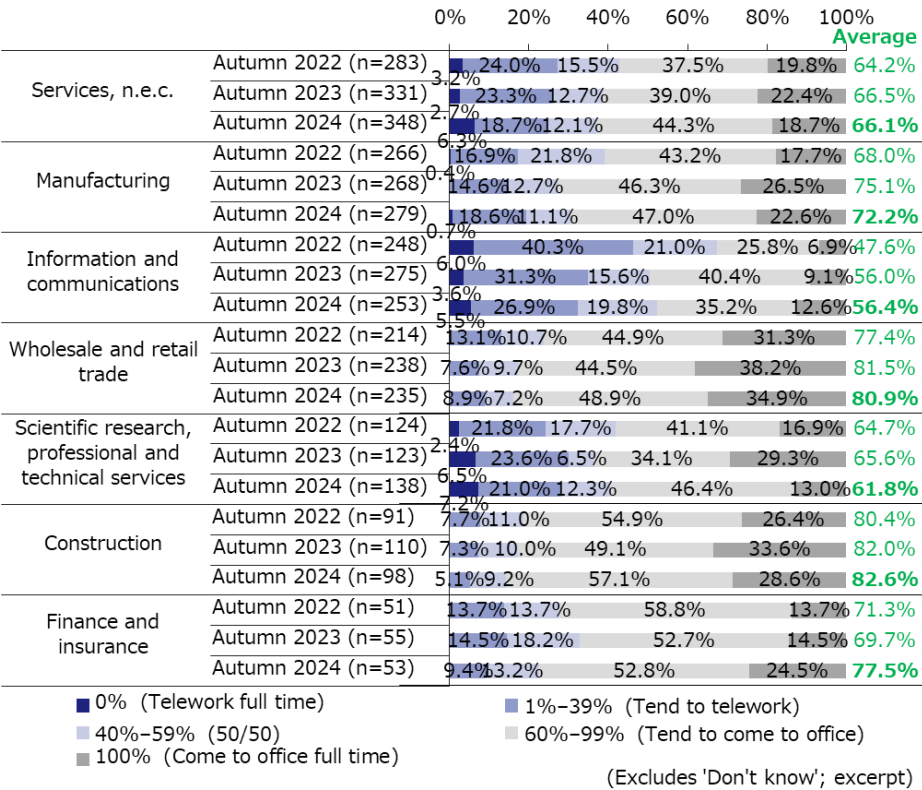 0% 20% 40% 60% 80% 100%
Average
Services, n.e.c.
Autumn 2022 (n=283) 3.2% 24.0% 15.5% 37.5% 19.8% 64.2%
Autumn 2023 (n=331) 2.7% 23.3% 12.7% 39.0% 22.4% 66.5%
Autumn 2024 (n=348) 6.3% 18.7% 12.1% 44.3% 18.7% 66.1%
Manufacturing
Autumn 2022 (n=266) 0.4% 16.9% 21.8% 43.2% 17.7% 68.0%
Autumn 2023 (n=268) 14.6% 12.7% 46.3% 26.5% 75.1%
Autumn 2024 (n=279) 0.7% 18.6% 11.1% 47.0% 22.6% 72.2%
Information and
communications
Autumn 2022 (n=248) 6.0% 40.3% 21.0% 25.8% 6.9% 47.6%
Autumn 2023 (n=275) 3.6% 31.3% 15.6% 40.4% 9.1% 56.0%
Autumn 2024 (n=253) 5.5% 26.9% 19.8% 35.2% 12.6% 56.4%
Wholesale and retail
trade
Autumn 2022 (n=214) 13.1% 10.7% 44.9% 31.3% 77.4%
Autumn 2023 (n=238) 7.6% 9.7% 44.5% 38.2% 81.5%
Autumn 2024 (n=235) 8.9% 7.2% 48.9% 34.9% 80.9%
Scientific research,
professional and
technical services
Autumn 2022 (n=124) 2.4% 21.8% 17.7% 41.1% 16.9% 64.7%
Autumn 2023 (n=123) 6.5% 23.6% 6.5% 34.1% 29.3% 65.6%
Autumn 2024 (n=138) 7.2% 21.0% 12.3% 46.4% 13.0% 61.8%
Construction
Autumn 2022 (n=91) 7.7% 11.0% 54.9% 26.4% 80.4%
Autumn 2023 (n=110) 7.3% 10.0% 49.1% 33.6% 82.0%
Autumn 2024 (n=98) 5.1% 9.2% 57.1% 28.6% 82.6%
Finance and
insurance
Autumn 2022 (n=51) 13.7% 13.7% 58.8% 13.7% 71.3%
Autumn 2023 (n=55) 14.5% 18.2% 52.7% 14.5% 69.7%
Autumn 2024 (n=53) 9.4% 13.2% 52.8% 24.5% 77.5%
0% (Telework full time)
1%–39% (Tend to telework)
40%–59% (50/50)
60%–99% (Tend to come to office)
100% (Come to office full time)
(Excludes 'Don't know'; excerpt)